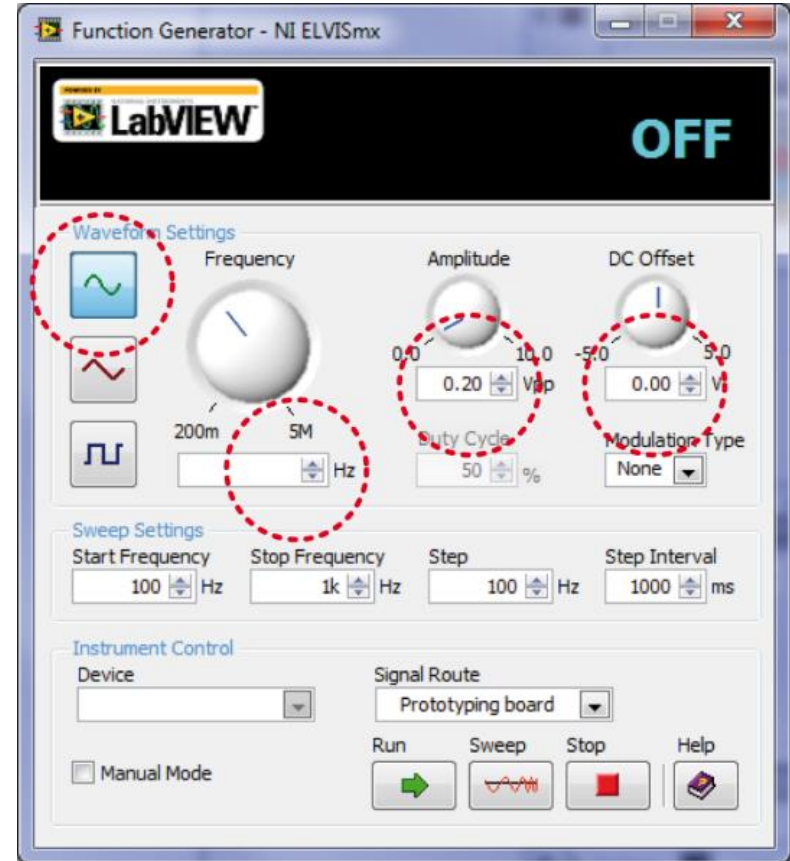 Function Generator - NI ELVISmx
LabVIEW
OFF
Waveform Settings
Frequency Amplitude DC Offset
0.0 10.0 -5.0 5.0
0.20 Vpp 0.00 V
200m 5M Duty Cycle Modulation Type
Hz 50 % None
Sweep Settings
Start Frequency Stop Frequency Step Step Interval
100 Hz 1k Hz 100 Hz 1000 ms
Instrument Control
Device Signal Route
Prototyping board
Run Sweep Stop Help
Manual Mode